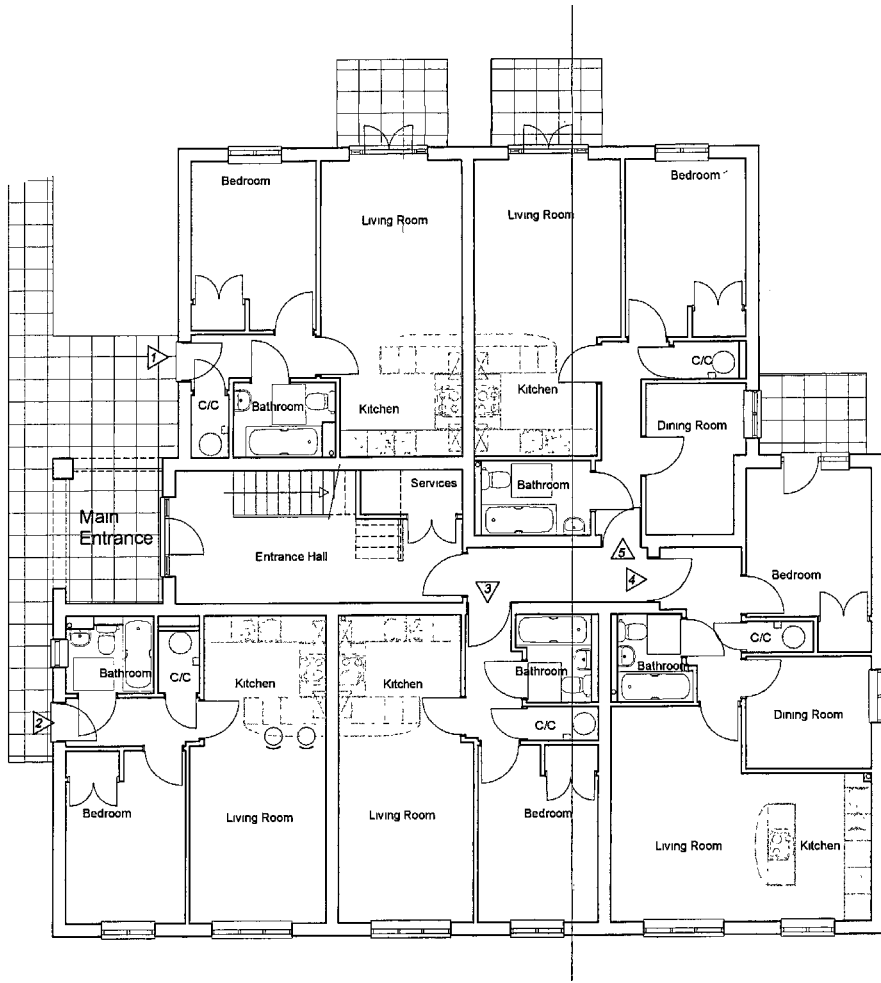 Bedroom
Bedroom
Living Room
Living Room
1
C/C
C/C
Bathroom
Kitchen
Kitchen
Dining Room
Services
Bathroom
Main
Entrance
Entrance Hall
5
4
3
Bedroom
C/C
Bathroom
C/C
Kitchen
Kitchen
Bathroom
Bathroom
2
C/C
Dining Room
Bedroom
Living Room
Living Room
Bedroom
Living Room
Kitchen